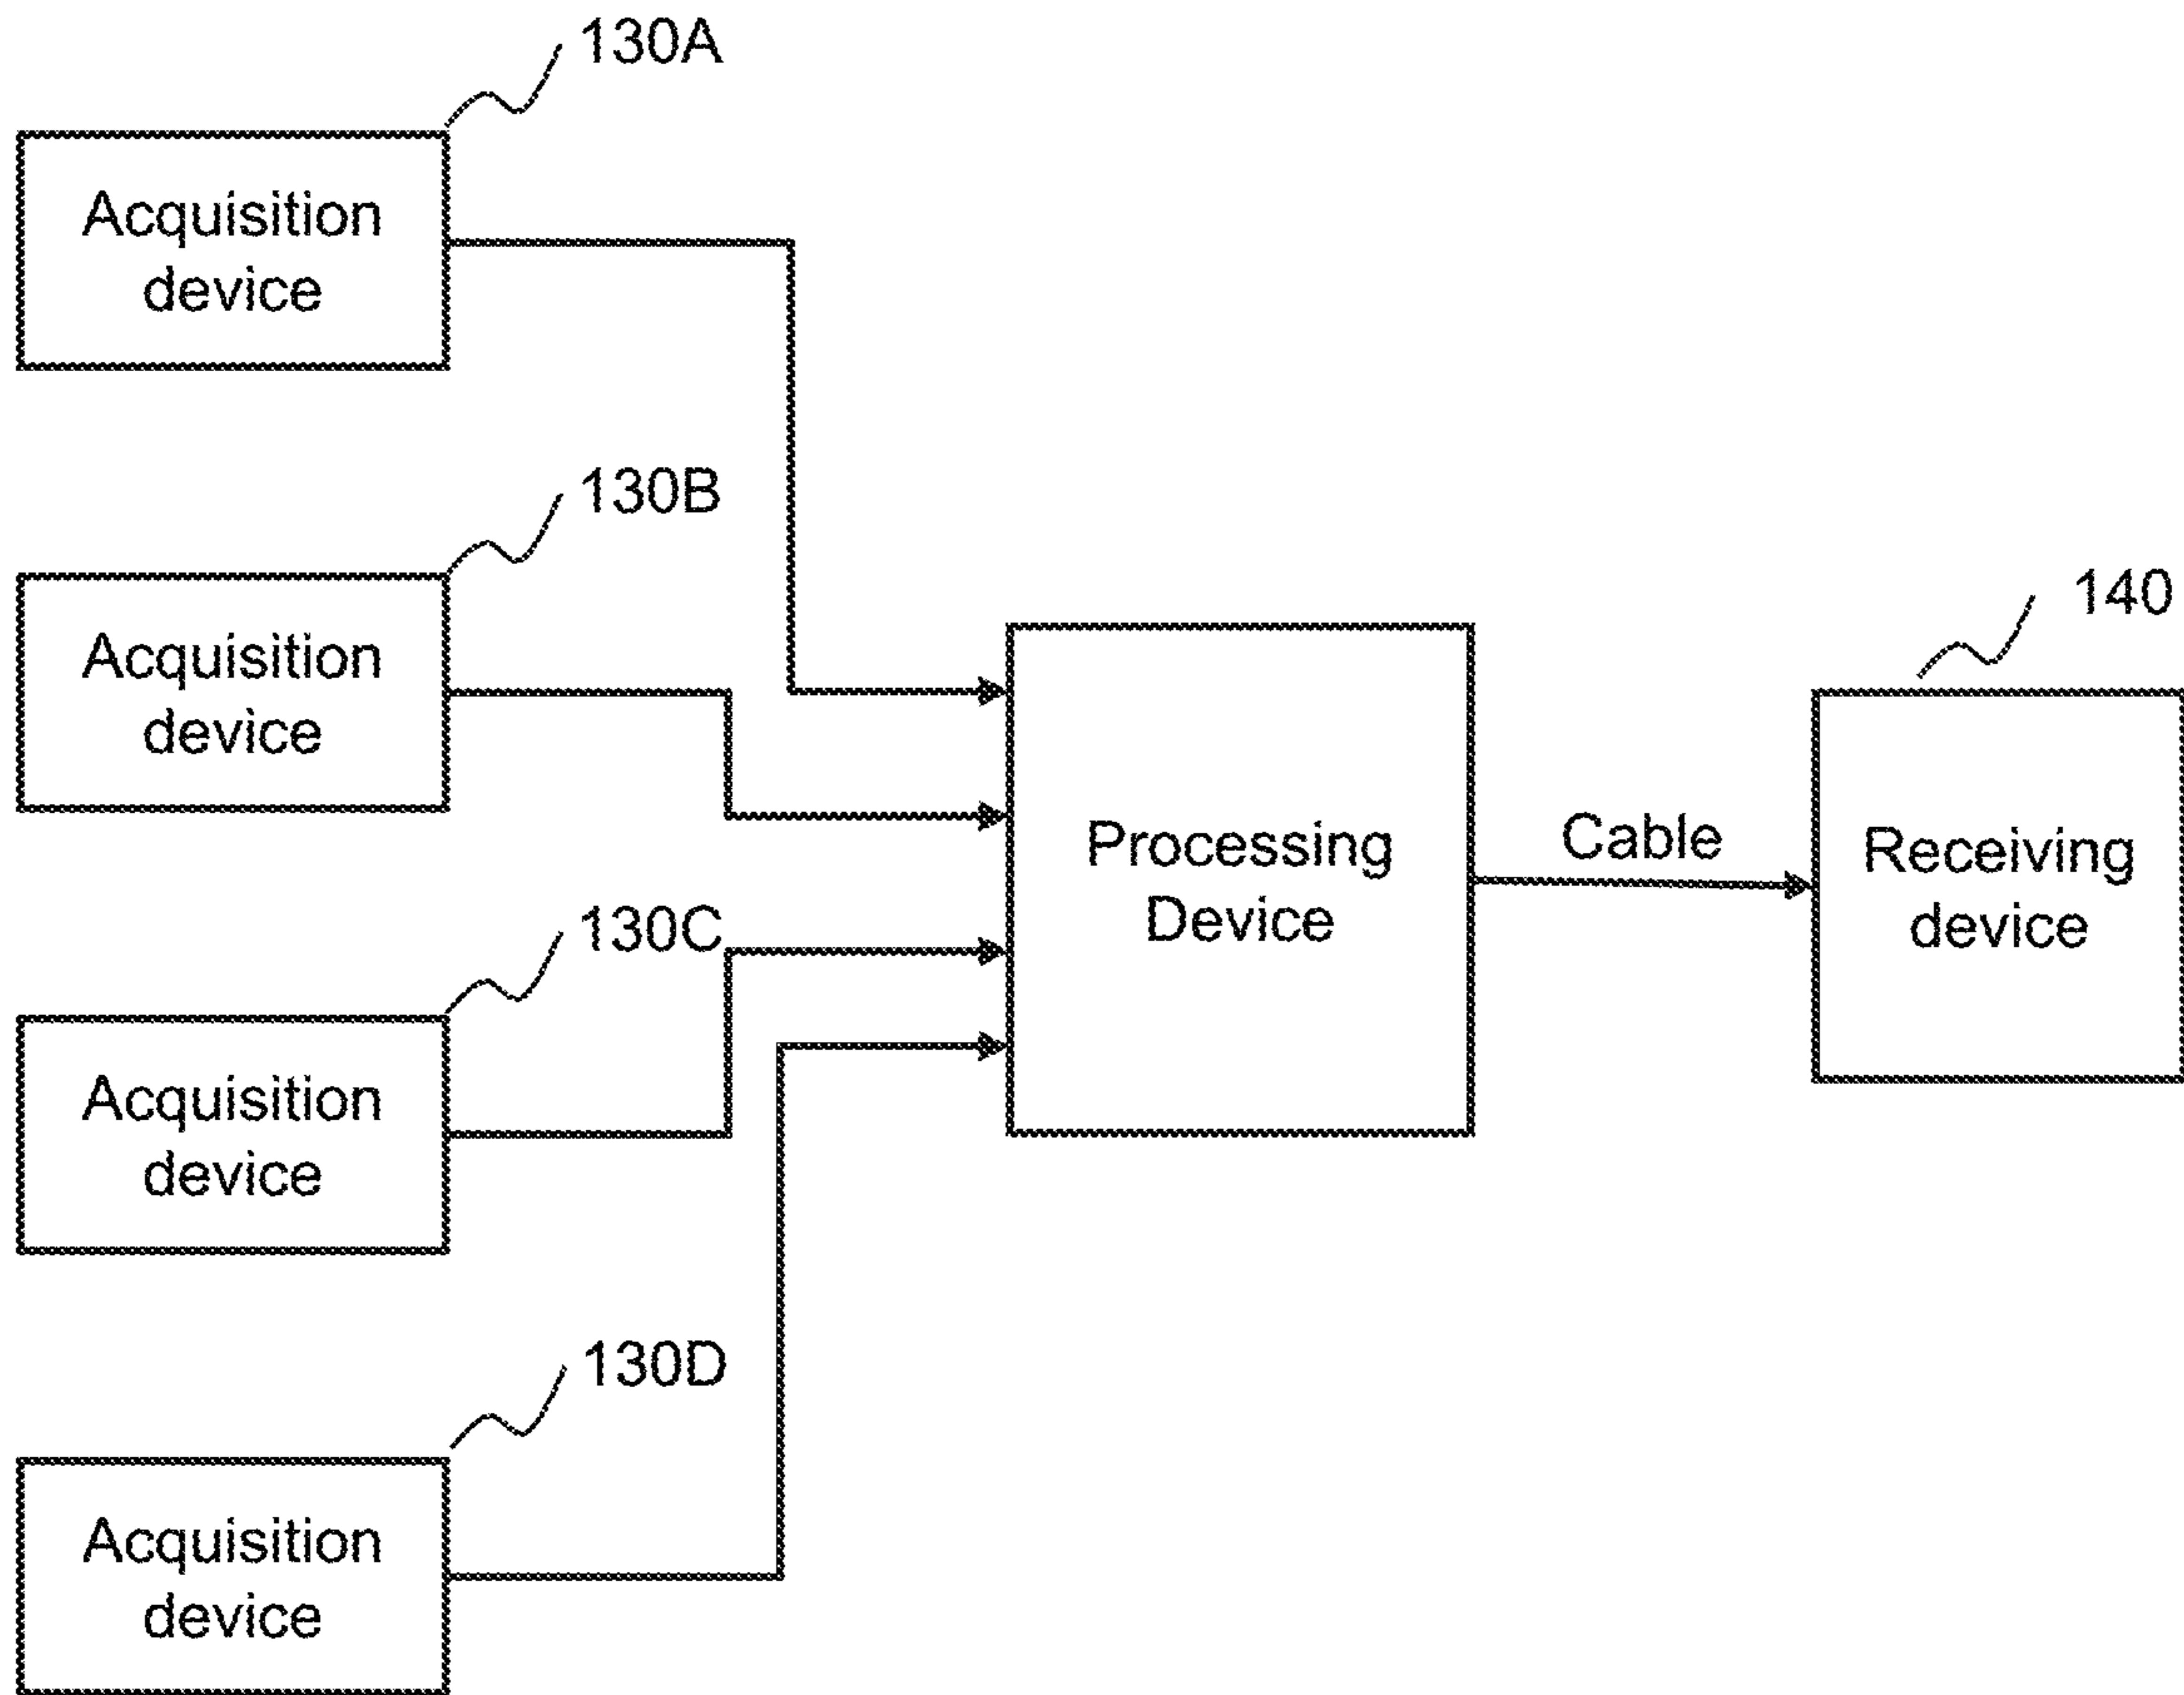 130A
Acquisition
device
130B
Acquisition
device
130C
Acquisition
device
130D
Acquisition
device
Processing
Device
Cable
140
Receiving
device